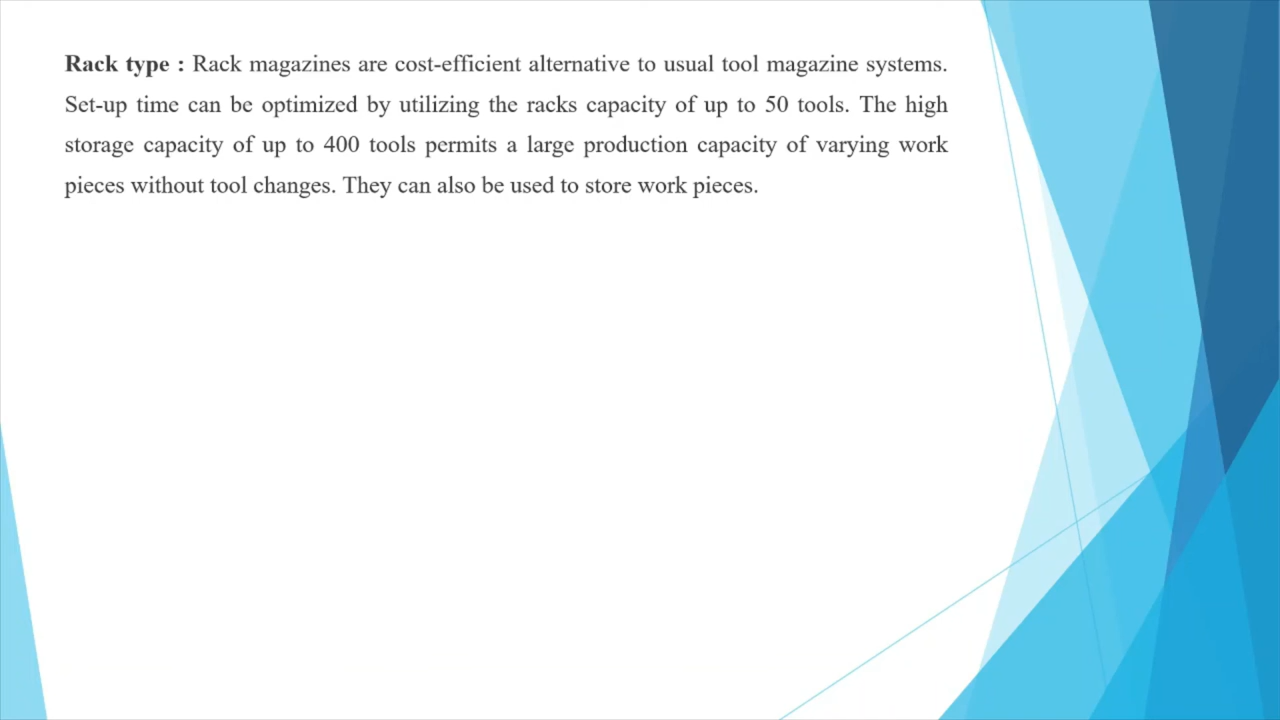 Rack type : Rack magazines are cost-efficient alternative to usual tool magazine systems.
Set-up time can be optimized by utilizing the racks capacity of up to 50 tools. The high
storage capacity of up to 400 tools permits a large production capacity of varying work
pieces without tool changes. They can also be used to store work pieces.